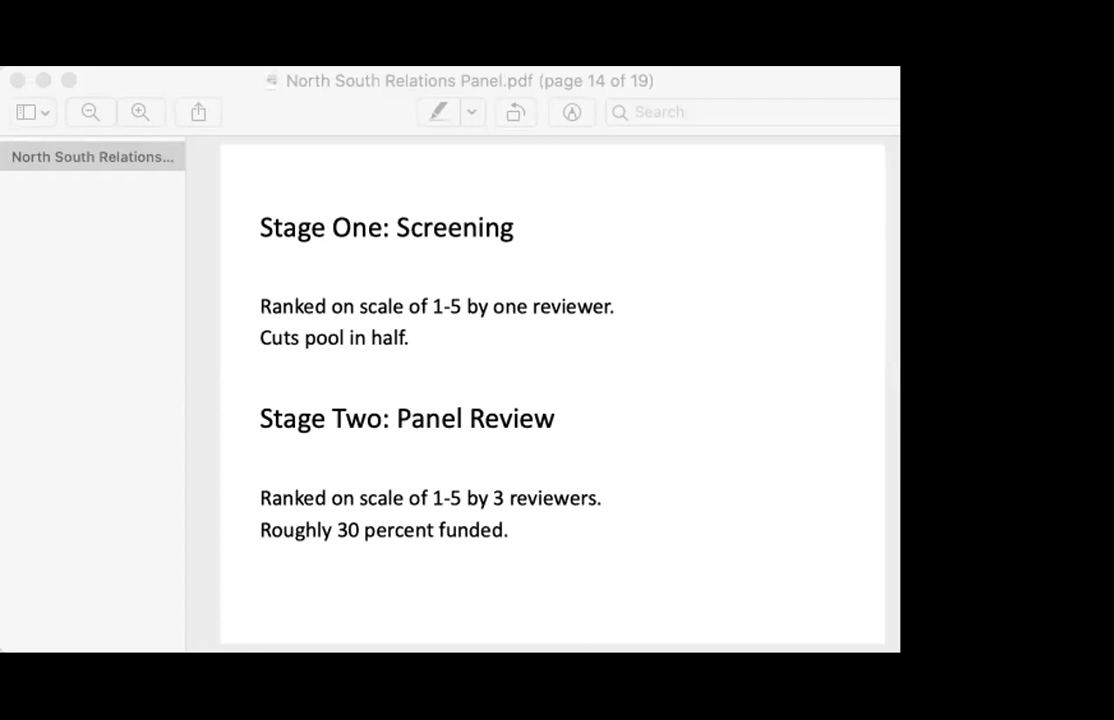 North South Relations Panel.pdf (page 14 of 19)
Search
North South Relations...
Stage One: Screening
Ranked on scale of 1-5 by one reviewer.
Cuts pool in half.
Stage Two: Panel Review
Ranked on scale of 1-5 by 3 reviewers.
Roughly 30 percent funded.